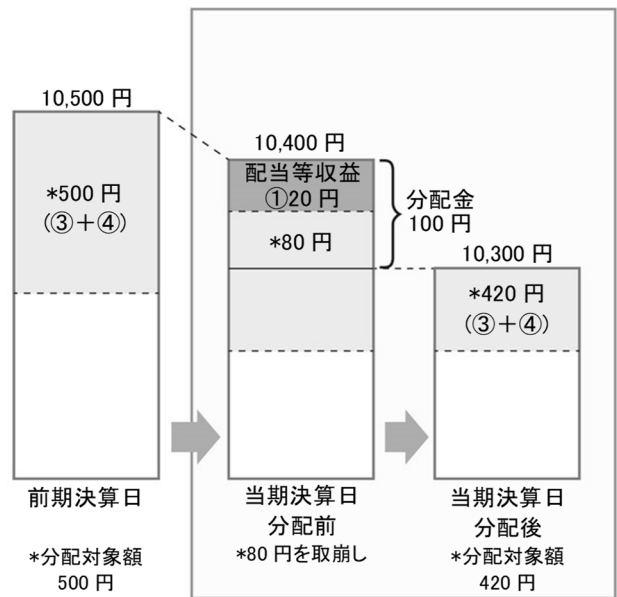 10,500 円
*500 円
(③+④)
前期決算日
*分配対象額
500 円
10,400 円
配当等収益
①20 円
*80 円
分配金
100 円
当期決算日
分配前
*80 円を取崩し
10,300 円
*420 円
(③+④)
当期決算日
分配後
*分配対象額
420 円